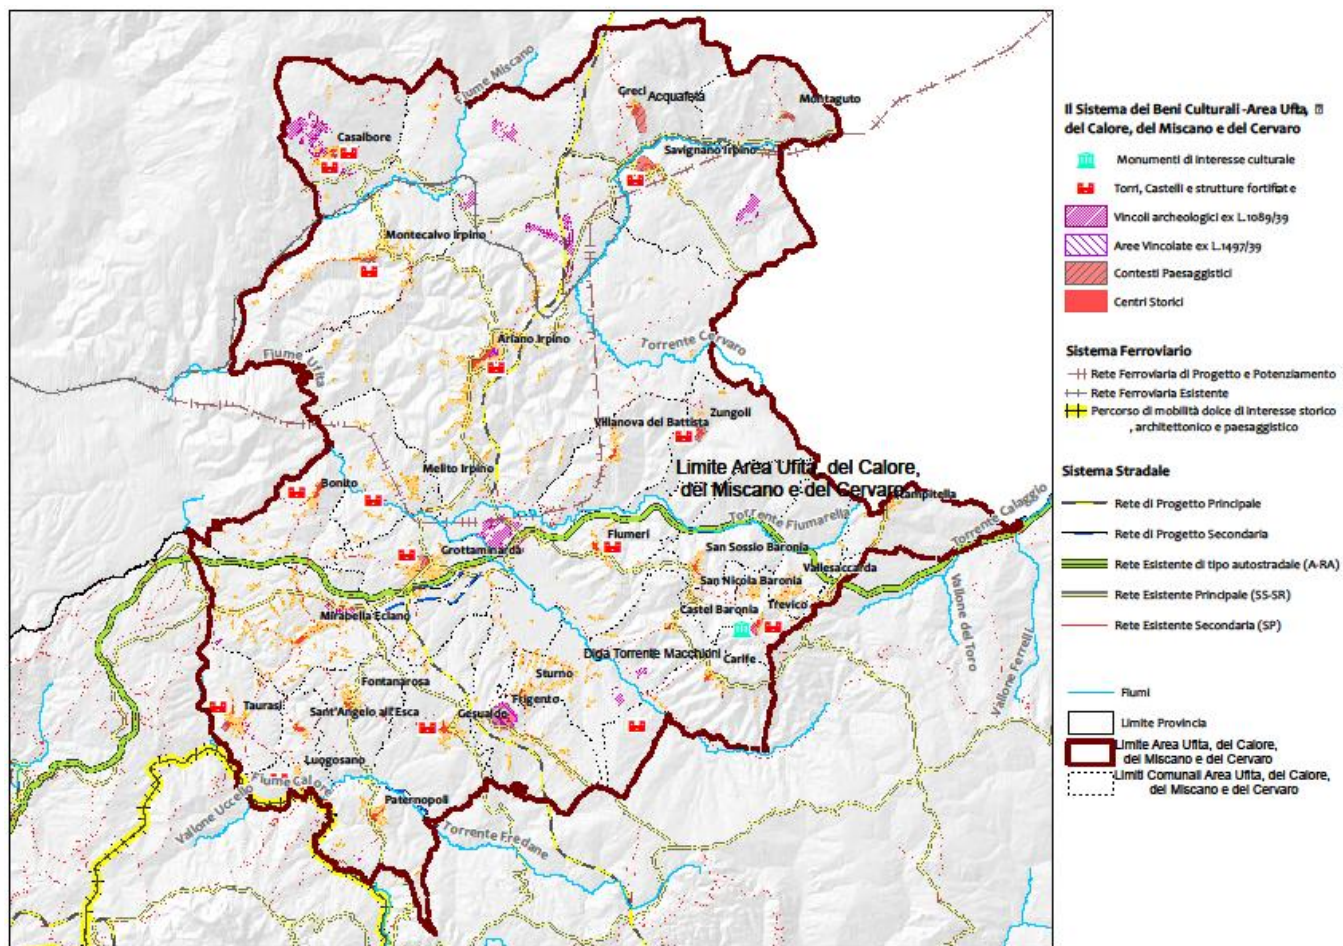 Fiume Miscano
Greci
Acquafeta
Montaguto
Casalbore
Savignano Irpino
Montecalvo Irpino
Ariano Irpino
Torrente Cervaro
Fiume Ufita
Zungoli
Villanova del Battista
Melito Irpino
Limite Area Ufita, del Calore,
del Miscano e del Cervaro
Bonito
Torrente Fiumarella
Torrente Calaggio
Flumeri
Grottaminarda
San Sossio Baronia
Vallesaccarda
San Nicola Baronia
Mirabella Eclano
Castel Baronia
Trevico
Vallone del Toro
Vallone Ferrelli
Diga Torrente Macchioni
Carife
Sturno
Fontanarosa
Frigento
Taurasi
Sant'Angelo all'Esca
Gesualdo
Luogosano
Fiume Calore
Vallone Uccello
Paternopoli
Torrente Fredane
Il Sistema dei Beni Culturali -Area Ufita,
del Calore, del Miscano e del Cervaro
Monumenti di interesse culturale
Torri, Castelli e strutture fortificate
Vincoli archeologici ex L.1089/39
Aree Vincolate ex L.1497/39
Contesti Paesaggistici
Centri Storici
Sistema Ferroviario
Rete Ferroviaria di Progetto e Potenziamento
Rete Ferroviaria Esistente
Percorso di mobilità dolce di interesse storico
, architettonico e paesaggistico
Sistema Stradale
Rete di Progetto Principale
Rete di Progetto Secondaria
Rete Esistente di tipo autostradale (A-RA)
Rete Esistente Principale (SS-SR)
Rete Esistente Secondaria (SP)
Fiumi
Limite Provincia
Limite Area Ufita, del Calore,
del Miscano e del Cervaro
Limiti Comunali Area Ufita, del Calore,
del Miscano e del Cervaro